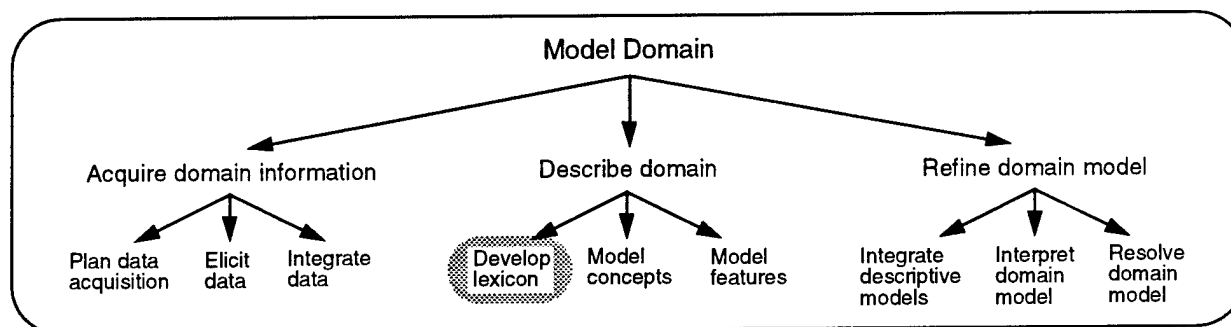 Model Domain
Acquire domain information
Describe domain
Refine domain model
Plan data
acquisition
Elicit
data
Integrate
data
Develop
lexicon
Model
concepts
Model
features
Integrate
descriptive
models
Interpret
domain
model
Resolve
domain
model